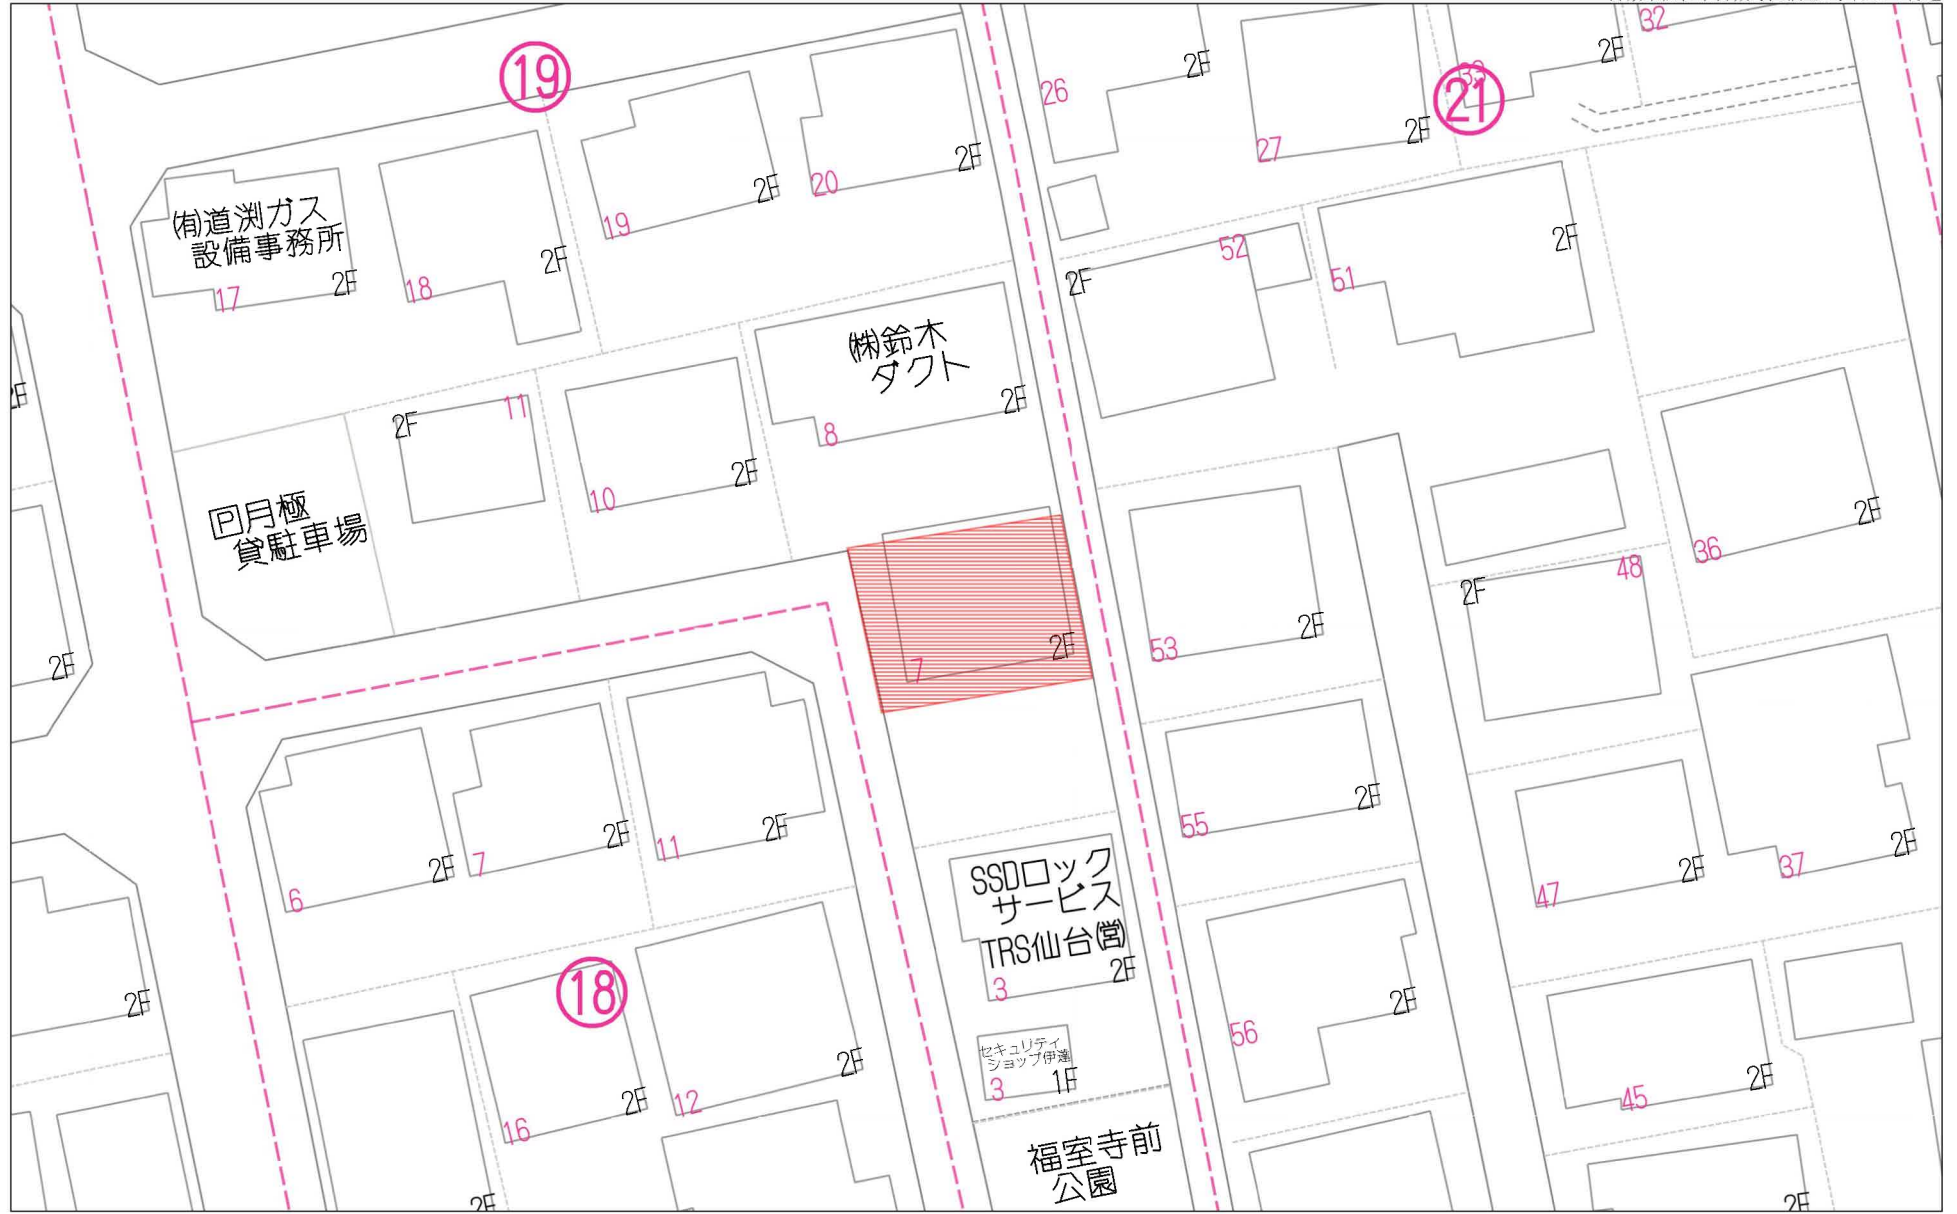 32
19
26
2F
2F
33
21
27
2F
2F
20
2F
19
2F
㈲道渕ガス
設備事務所
17
2F
18
2F
52
2F
51
2F
㈱鈴木
ダクト
8
2F
2F
11
2F
10
2F
回月極
貸駐車場
7
2F
53
2F
36
2F
48
2F
2F
6
2F
7
2F
11
2F
55
2F
47
2F
37
2F
SSDロック
サービス
TRS仙台㈻
3
2F
セキュリティ
ショップ伊達
3
1F
18
2F
16
2F
12
2F
56
2F
45
2F
福室寺前
公園
2F
2F